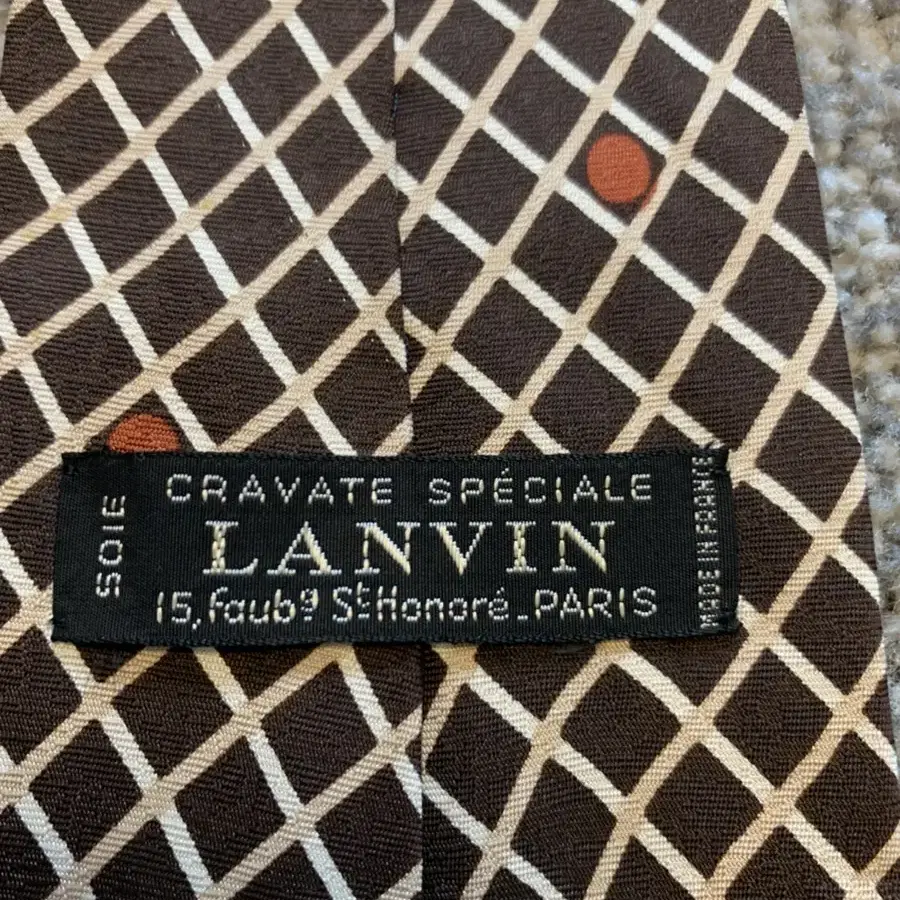 SOIE
CRAVATE SPÉCIALE
LANVIN
15, Faubg St Honoré_PARIS
MADE IN FRANCE